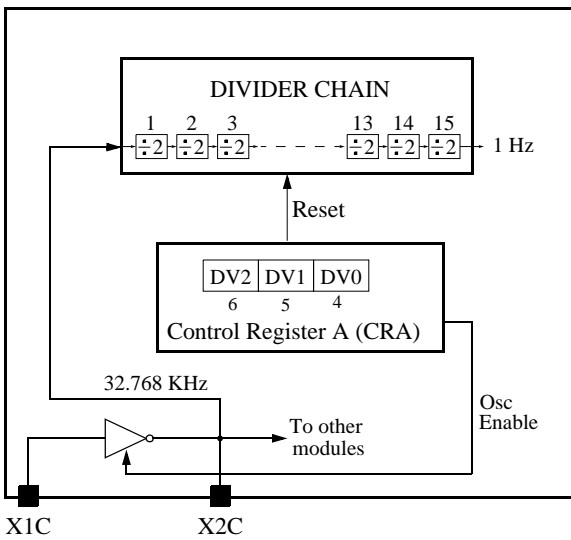 DIVIDER CHAIN
1 2 3 13 14 15
÷2 ÷2 ÷2 ÷2 ÷2 ÷2 1 Hz
Reset
DV2 DV1 DV0
6 5 4
Control Register A (CRA)
32.768 KHz
To other
modules
Osc
Enable
X1C X2C